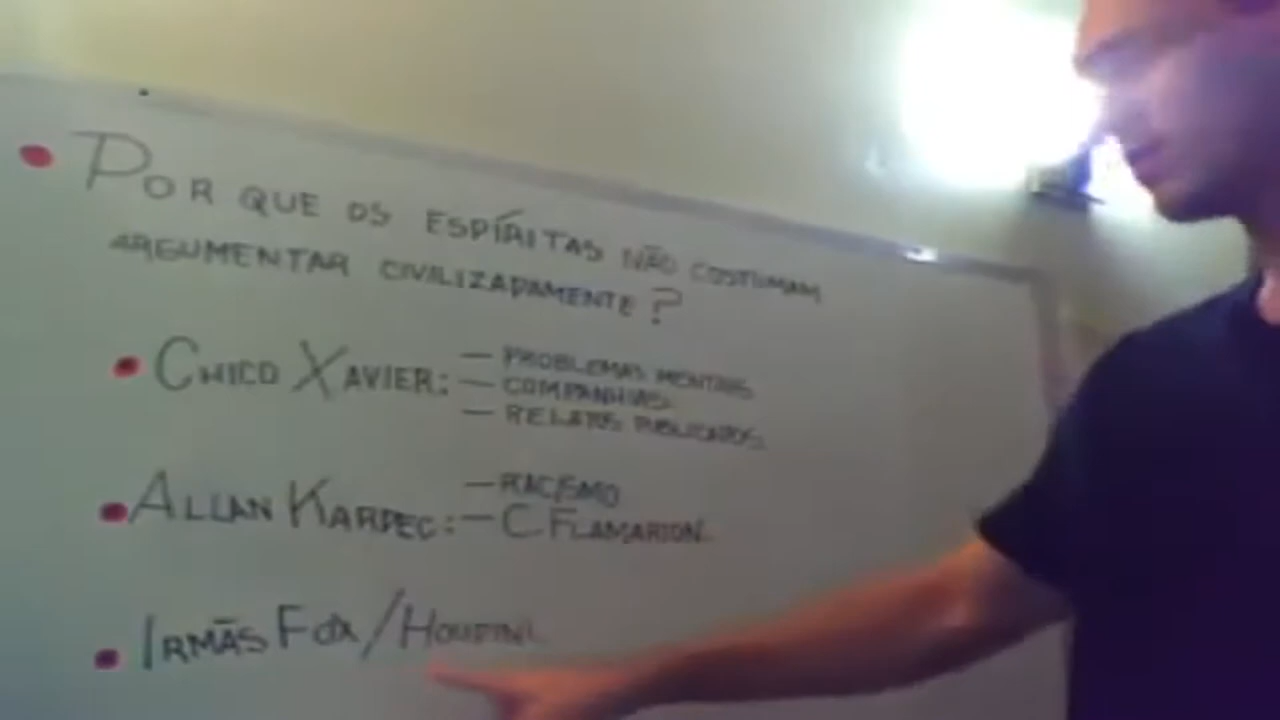 POR QUE OS ESPÍRITAS NÃO COSTUMAM
ARGUMENTAR CIVILIZADAMENTE?
CHICO XAVIER: — PROBLEMAS MENTAIS
— COMPANHIAS
— RELATOS PUBLICADOS
ALLAN KARDEC: — RACISMO
— C FLAMARION
IRMÃS FOX / HOUDINI